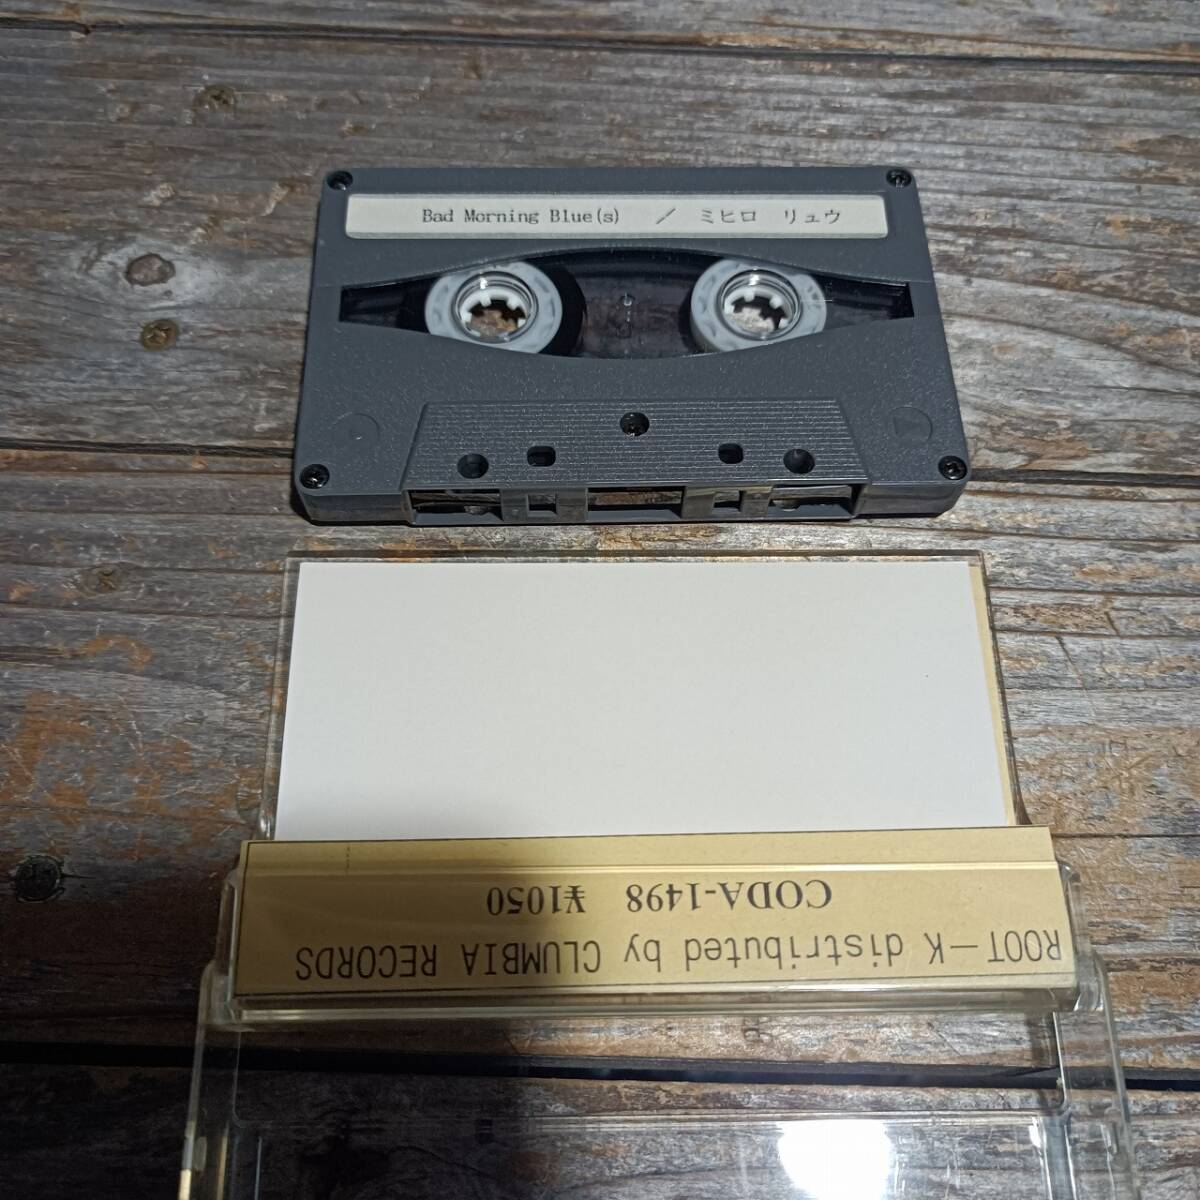 Bad Morning Blue(s) ／ ミヒロ リュウ
ROOT－K distributed by CLUMBIA RECORDS
CODA-1498 ¥1050